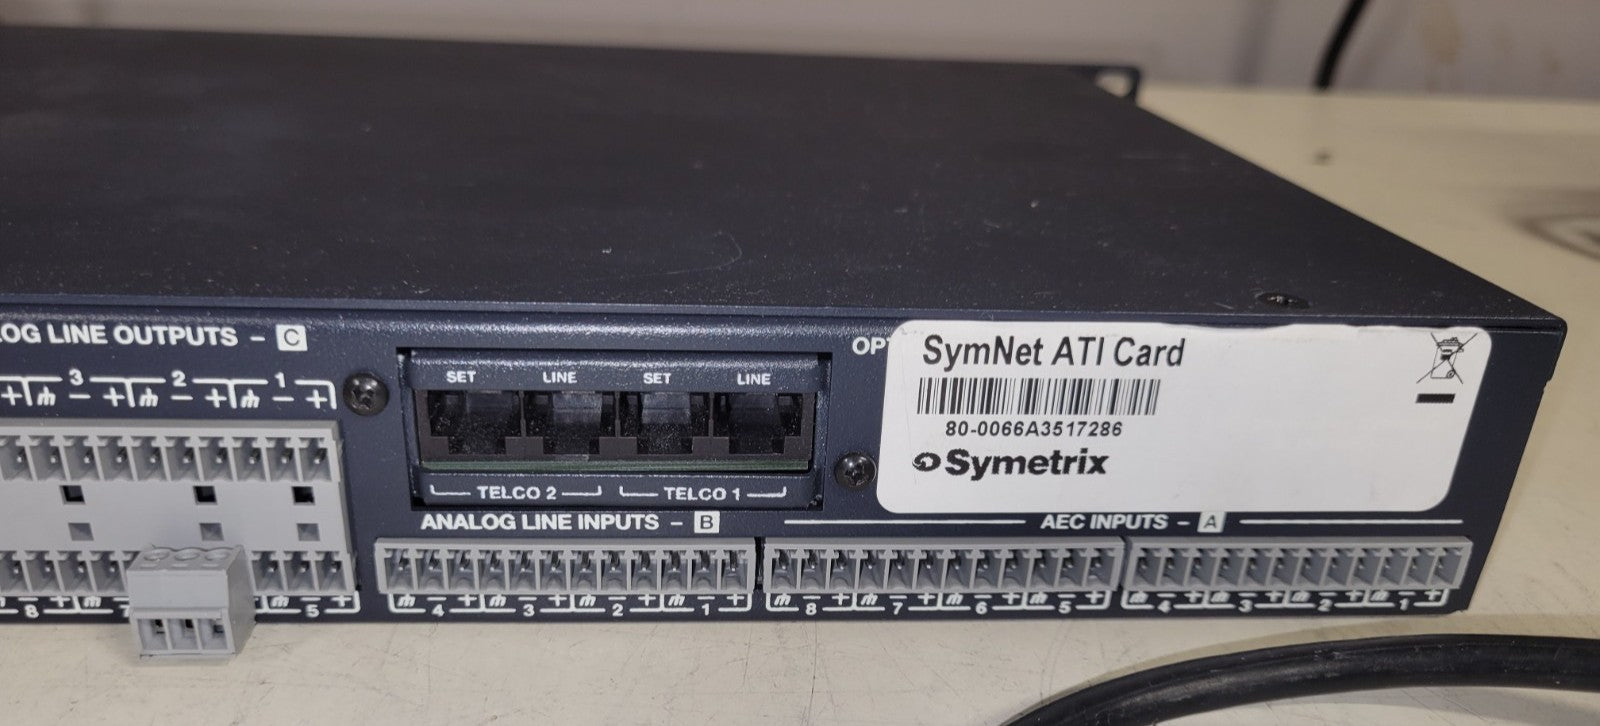 LOG LINE OUTPUTS - C
3 2 1
+ - + - + - +
SET LINE SET LINE
TELCO 2 TELCO 1
SymNet ATI Card
80-0066A3517286
Symetrix
ANALOG LINE INPUTS - B
AEC INPUTS - A
8 + 7 - 5 +
4 - + 3 - + 2 - + 1 - +
8 - + 7 - + 6 - + 5 - +
4 - + 3 - + 2 - + 1 - +